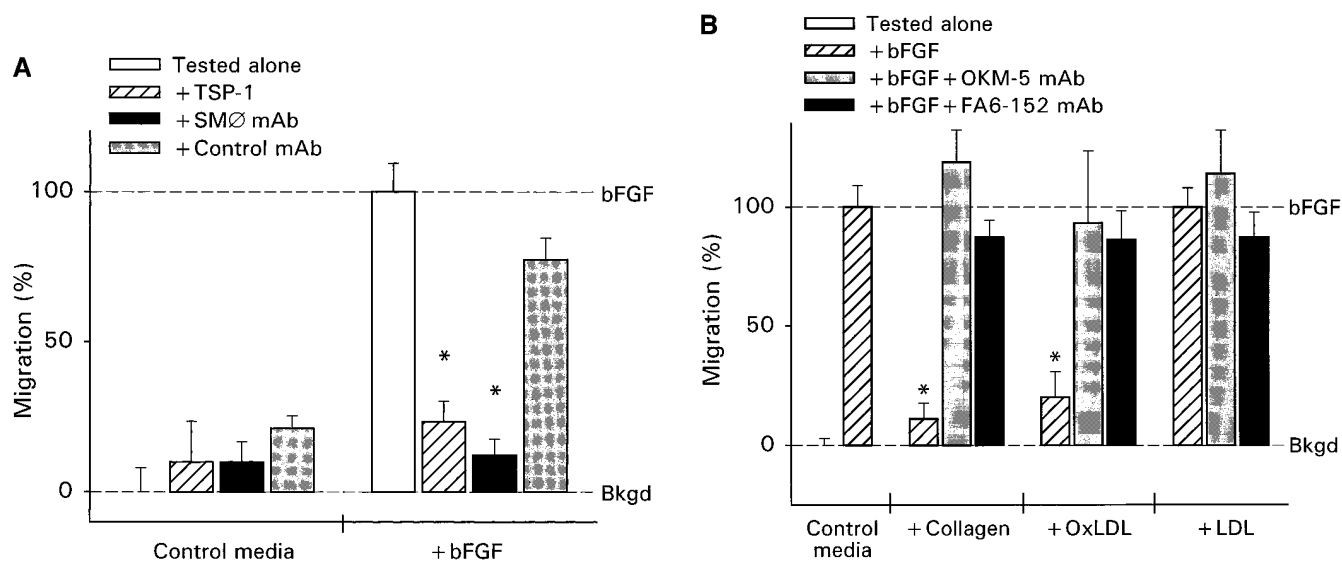 A
Tested alone
+TSP-1
+SMØ mAb
+Control mAb
Migration (%)
100
50
0
bFGF
Bkgd
*
*
Control media
+bFGF
B
Tested alone
+bFGF
+bFGF+OKM-5 mAb
+bFGF+FA6-152 mAb
Migration (%)
100
50
0
bFGF
Bkgd
*
*
Control
media
+Collagen
+OxLDL
+LDL